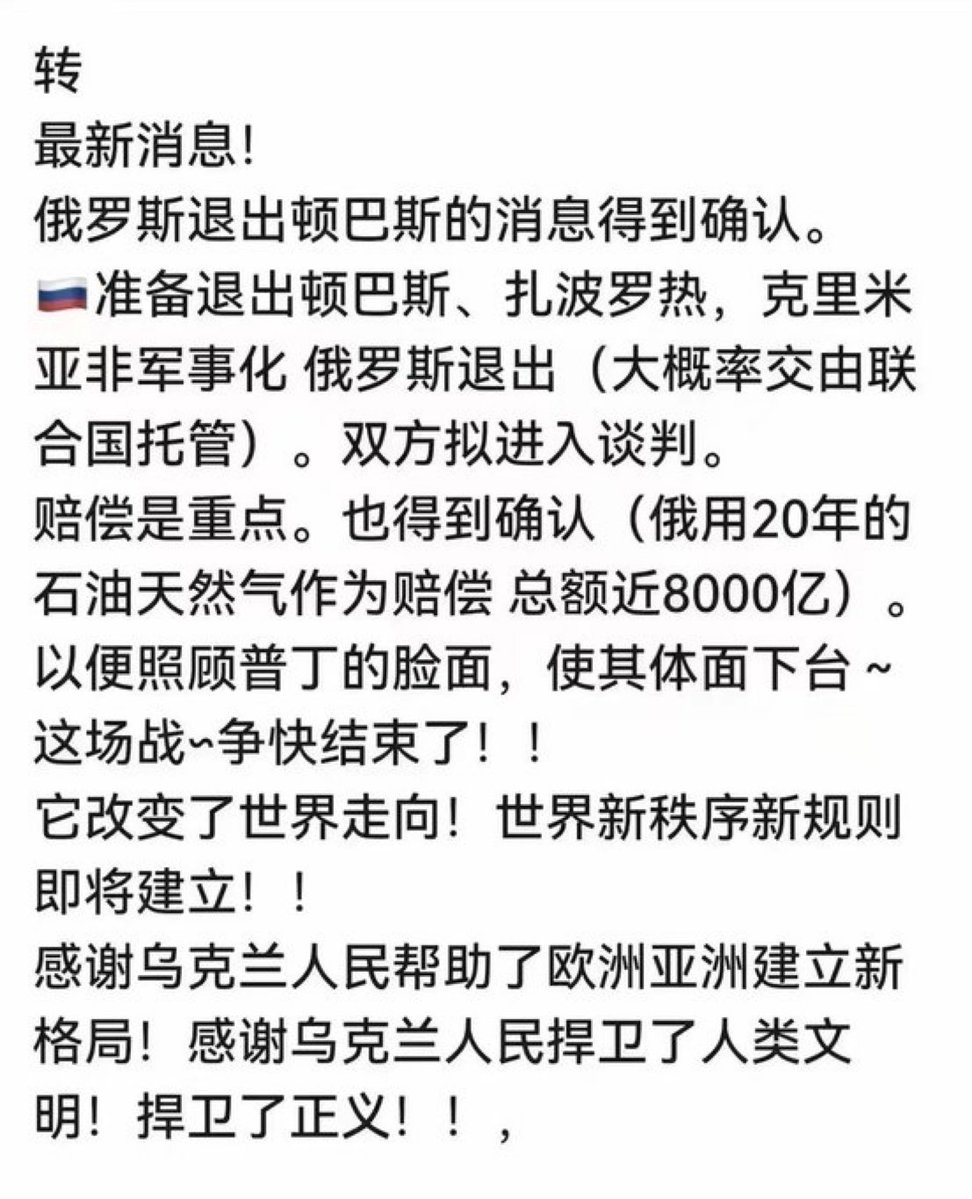 转
最新消息！
俄罗斯退出顿巴斯的消息得到确认。
🇷🇺准备退出顿巴斯、扎波罗热，克里米
亚非军事化 俄罗斯退出（大概率交由联
合国托管）。双方拟进入谈判。
赔偿是重点。也得到确认（俄用20年的
石油天然气作为赔偿 总额近8000亿）。
以便照顾普丁的脸面，使其体面下台 ~
这场战~争快结束了！！
它改变了世界走向！世界新秩序新规则
即将建立！！
感谢乌克兰人民帮助了欧洲亚洲建立新
格局！感谢乌克兰人民捍卫了人类文
明！捍卫了正义！！,